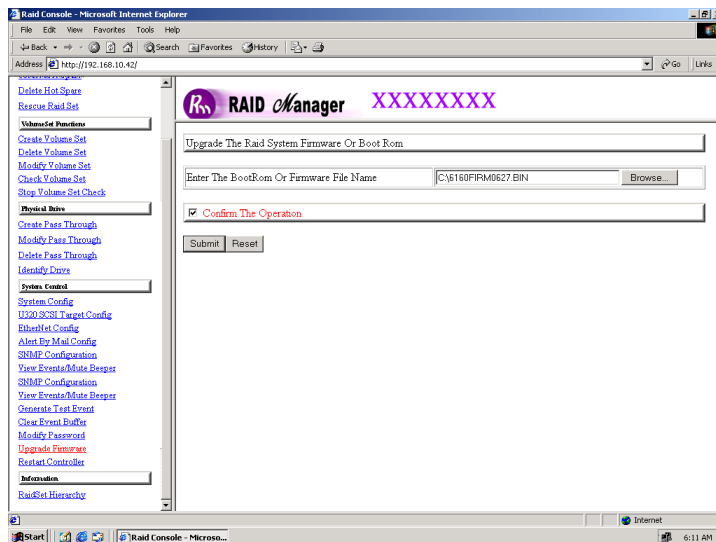 Raid Console - Microsoft Internet Explorer
File Edit View Favorites Tools Help
Back Search Favorites History
Address http://192.168.10.42/ Go Links
Delete Hot Spare
Rescue Raid Set
VolumeSet Functions
Create Volume Set
Delete Volume Set
Modify Volume Set
Check Volume Set
Stop Volume Set Check
Physical Drive
Create Pass Through
Modify Pass Through
Delete Pass Through
Identify Drive
System Control
System Config
U320 SCSI Target Config
EtherNet Config
Alert By Mail Config
SNMP Configuration
View Events/Mute Beeper
SNMP Configuration
View Events/Mute Beeper
Generate Test Event
Clear Event Buffer
Modify Password
Upgrade Firmware
Restart Controller
Information
RaidSet Hierarchy
Rm RAID Manager XXXXXXXX
Upgrade The Raid System Firmware Or Boot Rom
Enter The BootRom Or Firmware File Name C:\6160FIRM0627.BIN Browse...
Confirm The Operation
Submit Reset
Internet
Start Raid Console - Microso... 6:11 AM